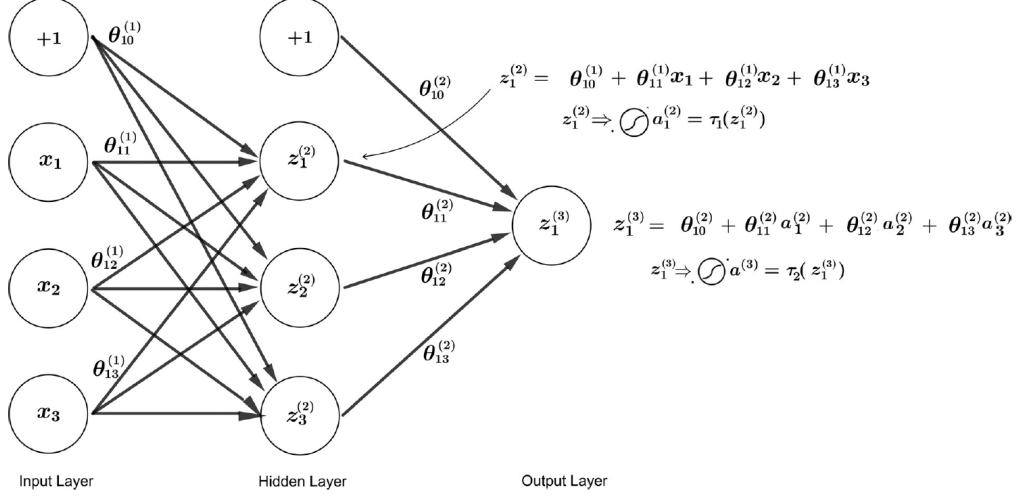 +1
θ₁₀⁽¹⁾
+1
θ₁₀⁽²⁾
z₁⁽²⁾ = θ₁₀⁽¹⁾ + θ₁₁⁽¹⁾x₁ + θ₁₂⁽¹⁾x₂ + θ₁₃⁽¹⁾x₃
z₁⁽²⁾ ⇒ a₁⁽²⁾ = τ₁(z₁⁽²⁾)
x₁
θ₁₁⁽¹⁾
z₁⁽²⁾
θ₁₁⁽²⁾
z₁⁽³⁾
z₁⁽³⁾ = θ₁₀⁽²⁾ + θ₁₁⁽²⁾a₁⁽²⁾ + θ₁₂⁽²⁾a₂⁽²⁾ + θ₁₃⁽²⁾a₃⁽²⁾
z₁⁽³⁾ ⇒ a⁽³⁾ = τ₂(z₁⁽³⁾)
x₂
θ₁₂⁽¹⁾
z₂⁽²⁾
θ₁₂⁽²⁾
x₃
θ₁₃⁽¹⁾
z₃⁽²⁾
θ₁₃⁽²⁾
Input Layer
Hidden Layer
Output Layer